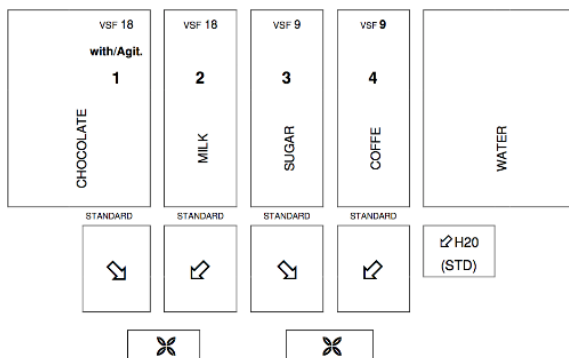 VSF 18
with/Agit.
1
CHOCOLATE
VSF 18
2
MILK
VSF 9
3
SUGAR
VSF 9
4
COFFE
WATER
STANDARD
STANDARD
STANDARD
STANDARD
H20
(STD)